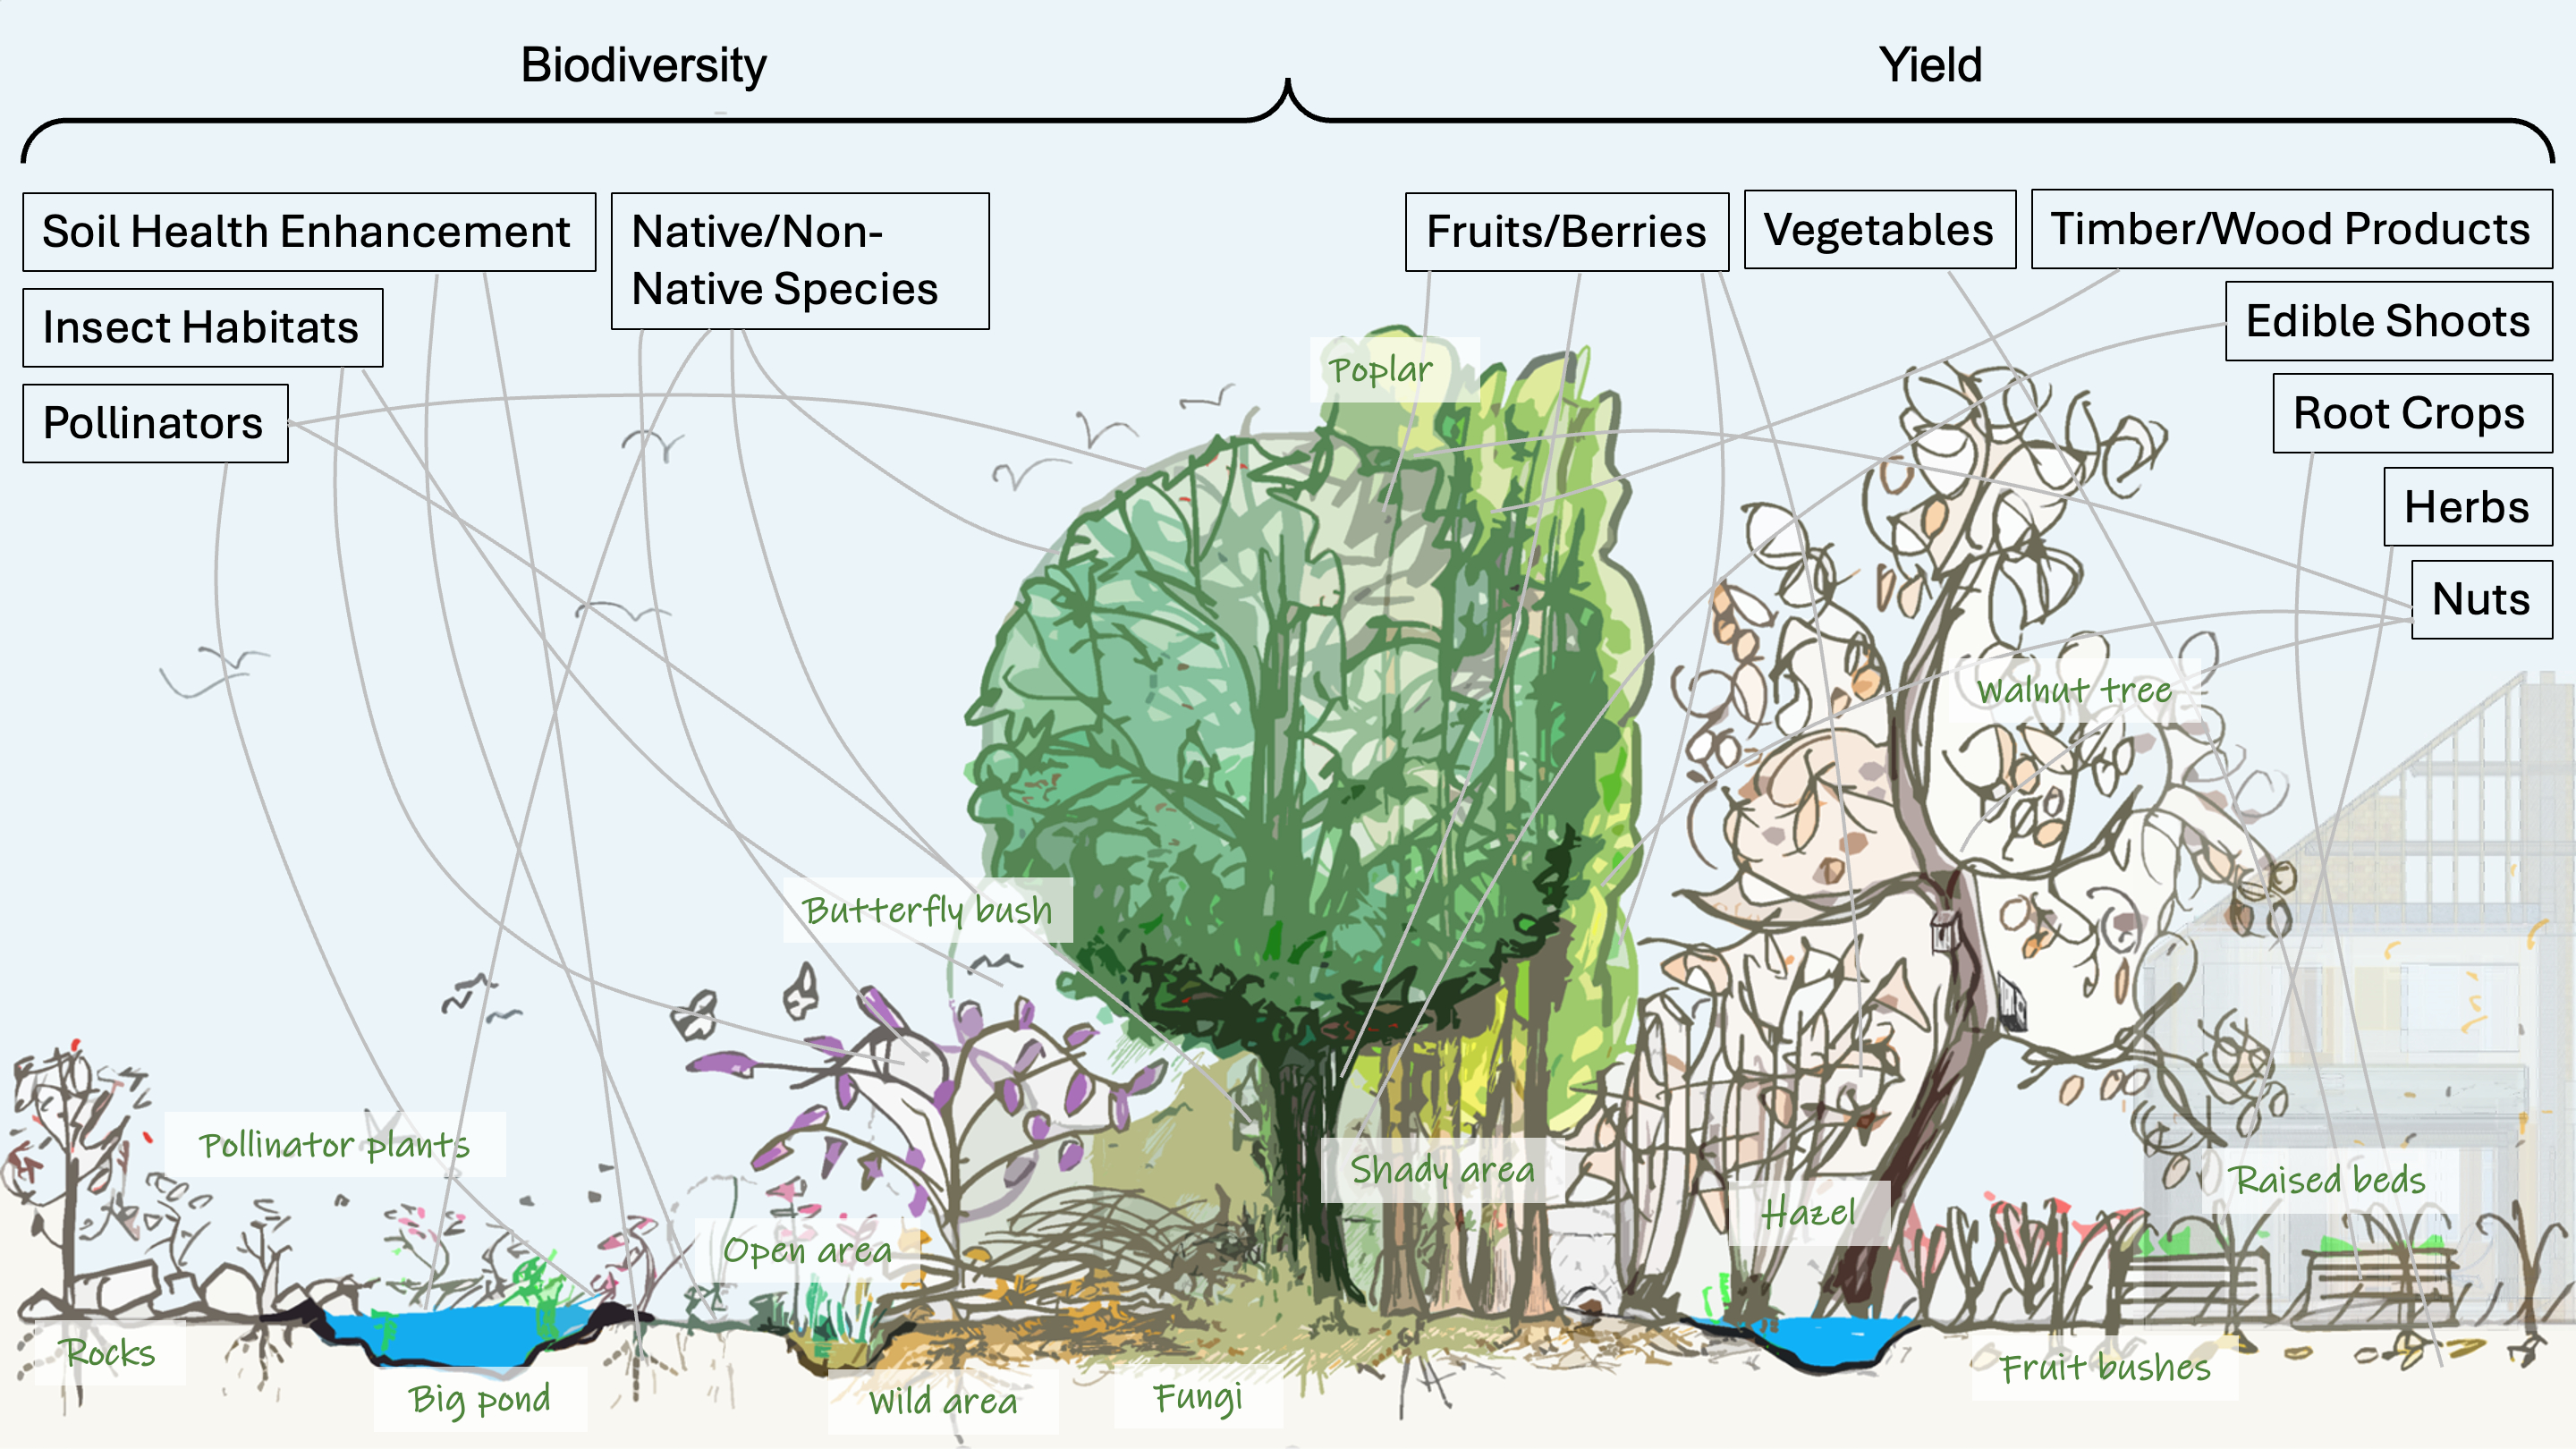 Biodiversity
Yield
Soil Health Enhancement
Native/Non-
Native Species
Fruits/Berries
Vegetables
Timber/Wood Products
Insect Habitats
Edible Shoots
Pollinators
Root Crops
Herbs
Nuts
Poplar
Walnut tree
Butterfly bush
Pollinator plants
Shady area
Raised beds
Hazel
Open area
Rocks
Fruit bushes
Big pond
Wild area
Fungi